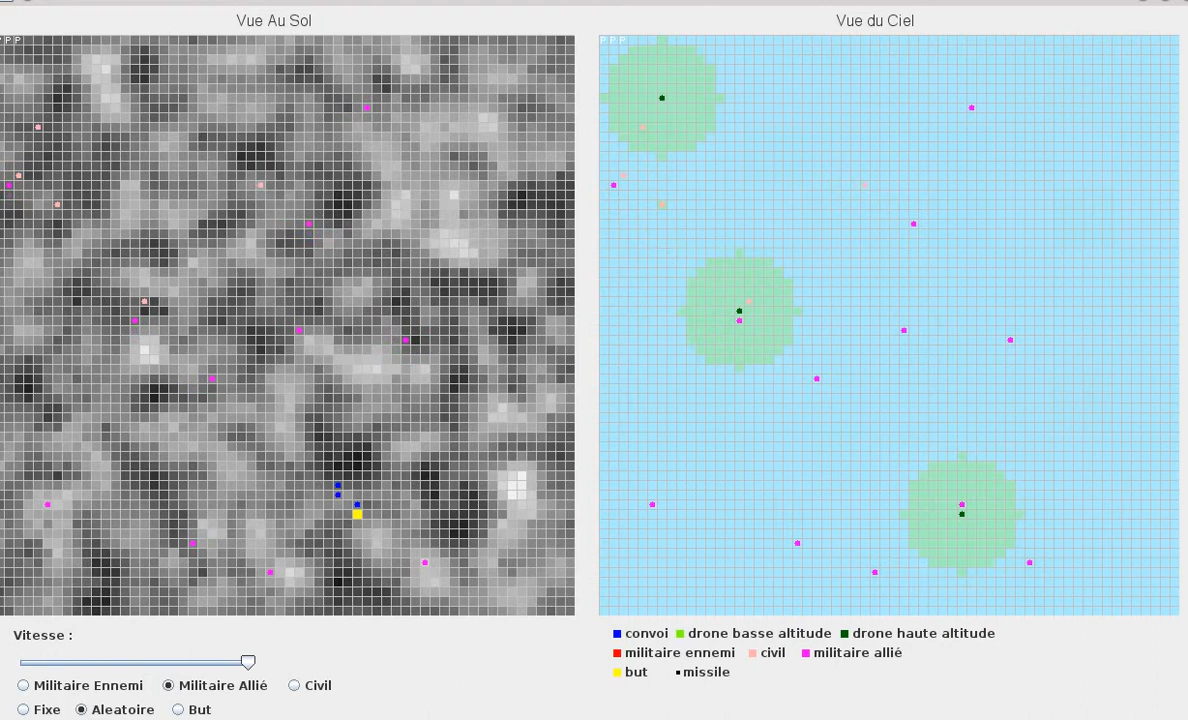 Vue Au Sol
Vue du Ciel
P P P
P P P
Vitesse :
Militaire Ennemi Militaire Allié Civil
Fixe Aleatoire But
convoi drone basse altitude drone haute altitude
militaire ennemi civil militaire allié
but missile